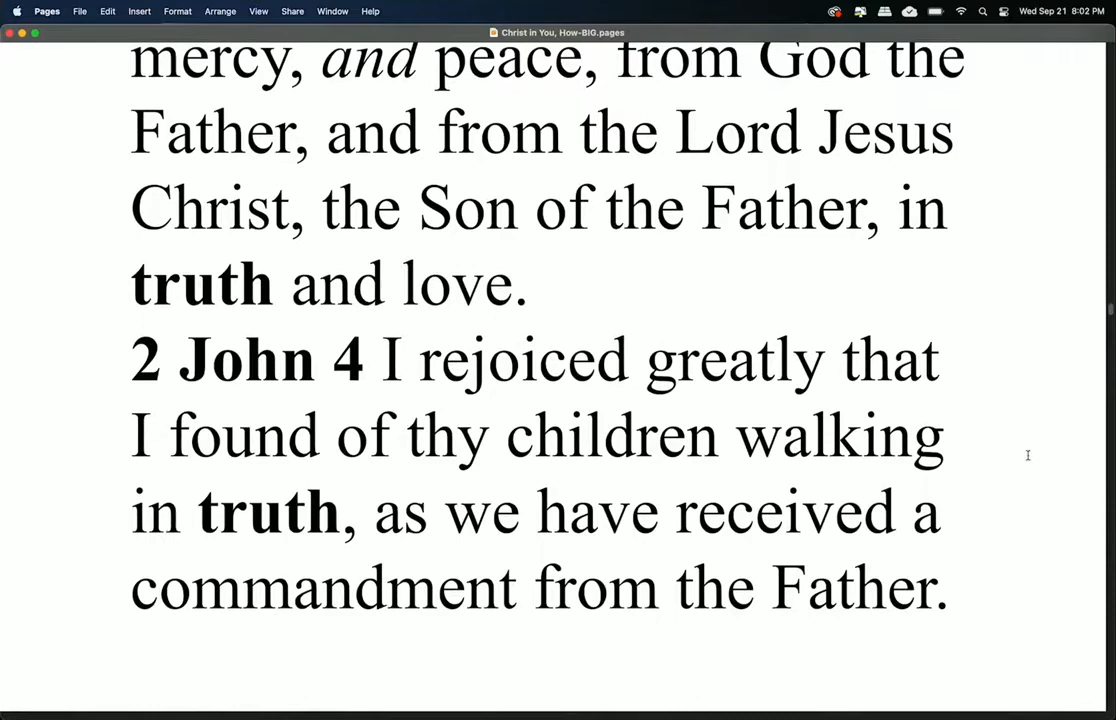 Pages File Edit Insert Format Arrange View Share Window Help Wed Sep 21 8:02 PM
Christ in You, How-BIG.pages
mercy, and peace, from God the
Father, and from the Lord Jesus
Christ, the Son of the Father, in
truth and love.
2 John 4 I rejoiced greatly that
I found of thy children walking
in truth, as we have received a
commandment from the Father.